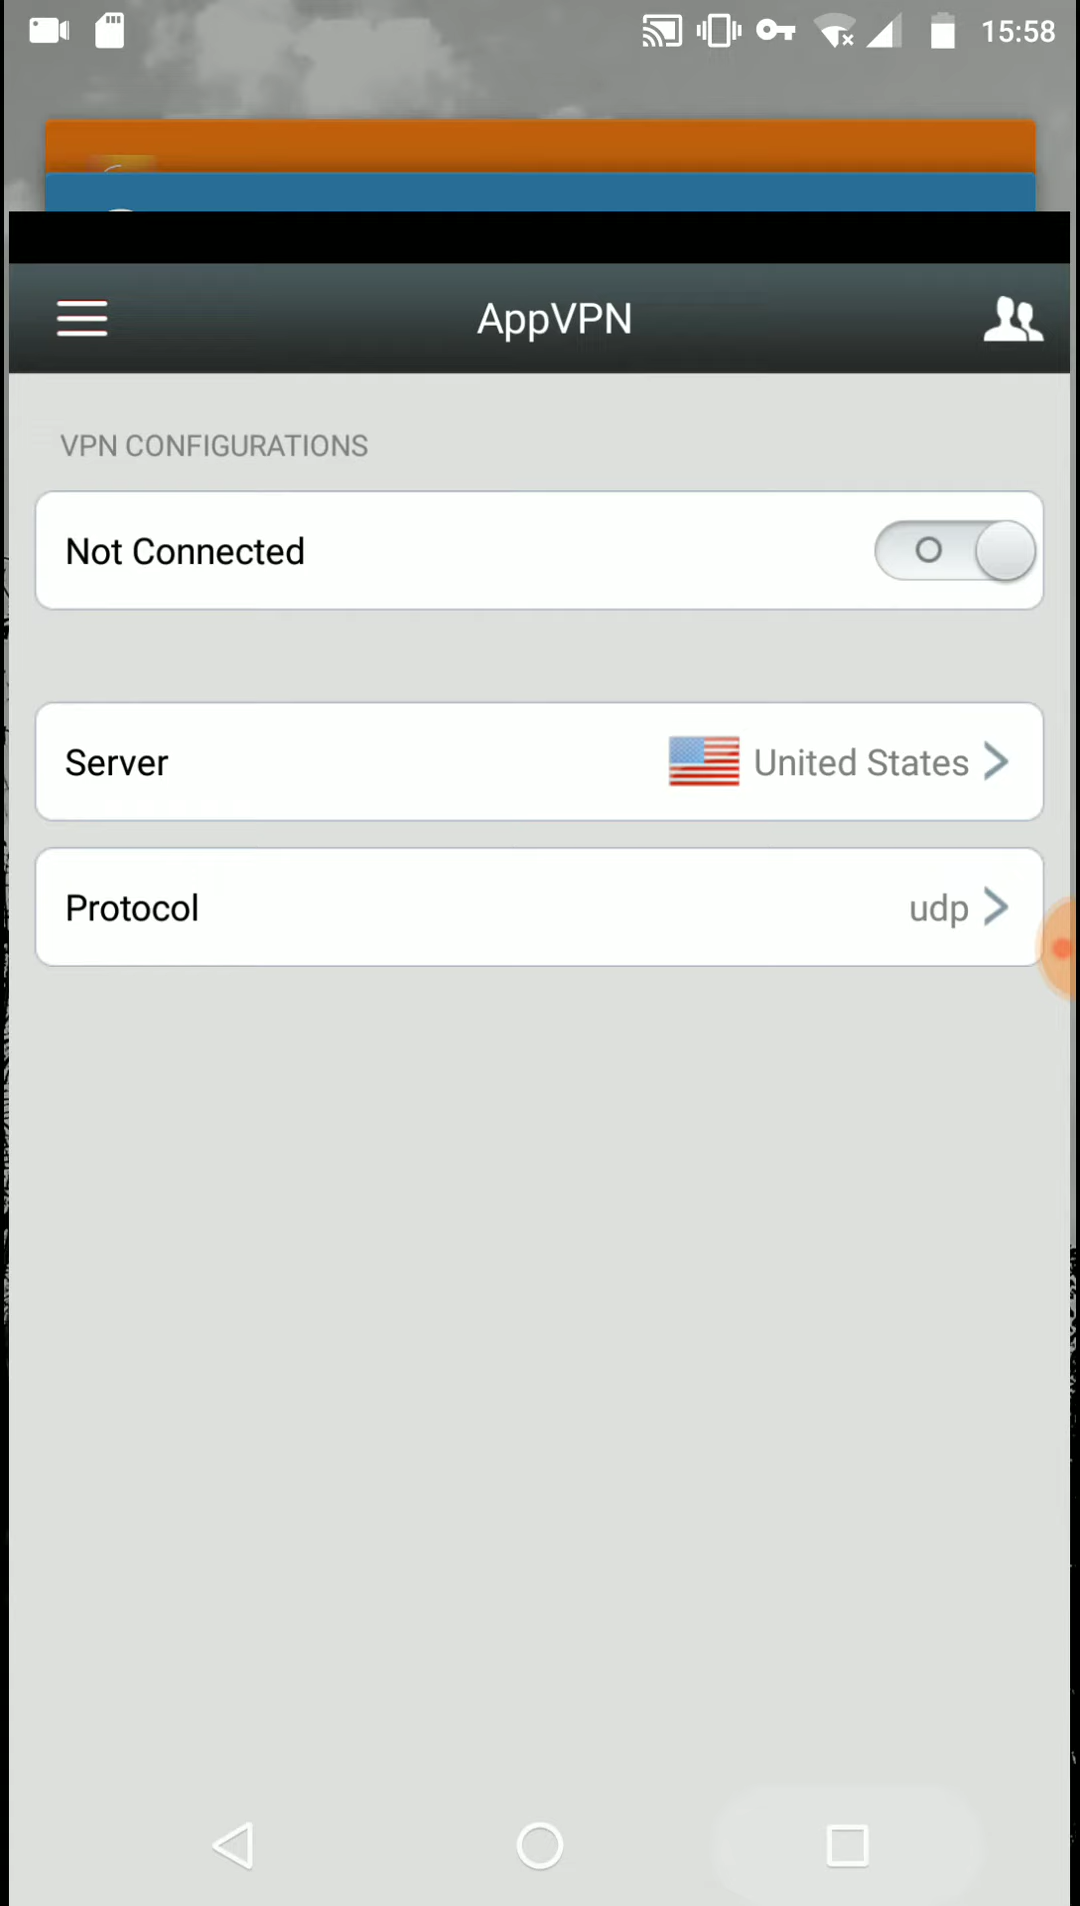 15:58
AppVPN
VPN CONFIGURATIONS
Not Connected
Server United States
Protocol udp